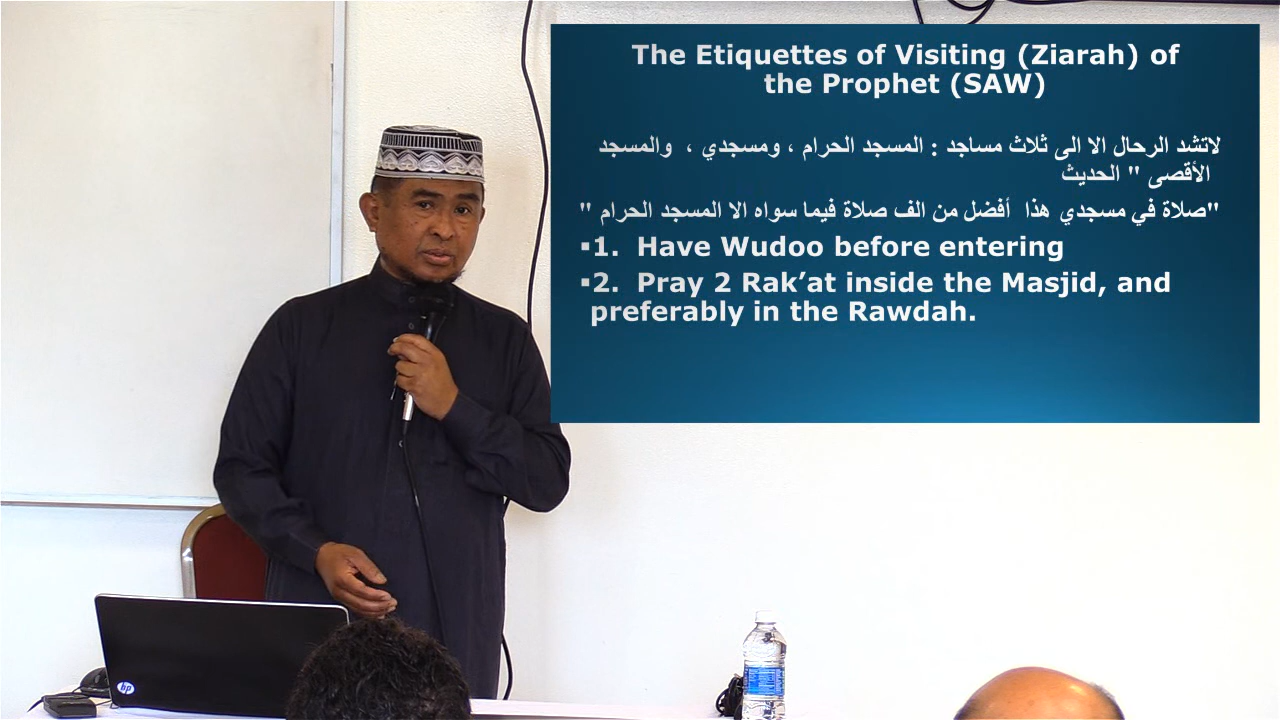 The Etiquettes of Visiting (Ziarah) of
the Prophet (SAW)
لاتشد الرحال الا الى ثلاث مساجد : المسجد الحرام ، ومسجدي ، والمسجد
الأقصى " الحديث
"صلاة في مسجدي هذا أفضل من الف صلاة فيما سواه الا المسجد الحرام "
▪1. Have Wudoo before entering
▪2. Pray 2 Rak’at inside the Masjid, and
preferably in the Rawdah.
hp